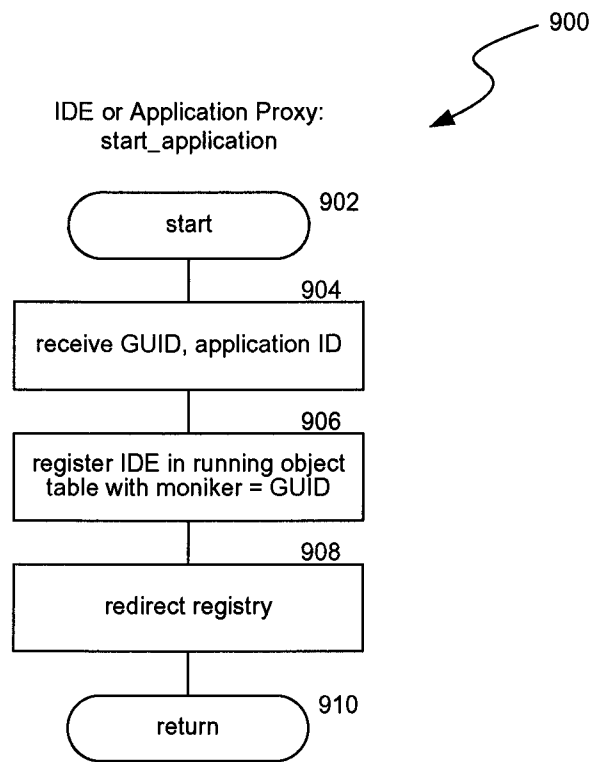 900
IDE or Application Proxy:
start_application
902
start
904
receive GUID, application ID
906
register IDE in running object
table with moniker = GUID
908
redirect registry
910
return